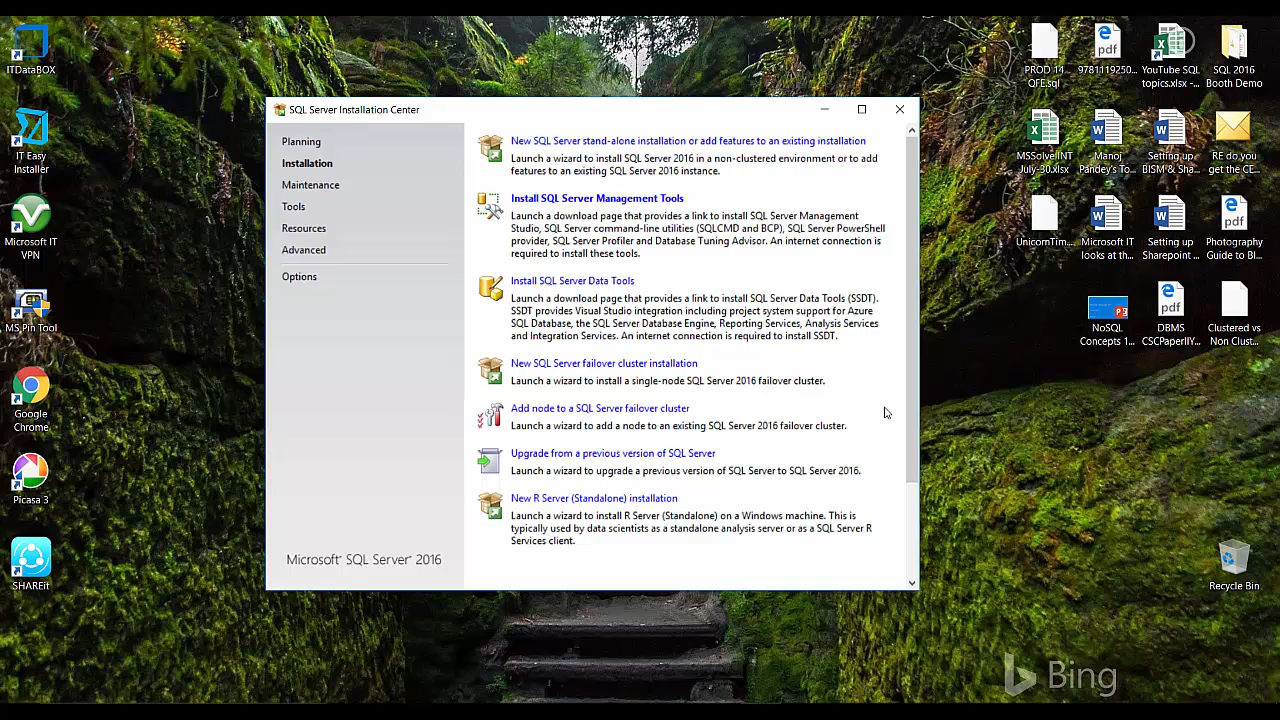 ITDataBOX
IT Easy
Installer
Microsoft IT
VPN
MS Pin Tool
Google
Chrome
Picasa 3
SHAREit
SQL Server Installation Center
Planning
Installation
Maintenance
Tools
Resources
Advanced
Options
Microsoft® SQL Server® 2016
New SQL Server stand-alone installation or add features to an existing installation
Launch a wizard to install SQL Server 2016 in a non-clustered environment or to add
features to an existing SQL Server 2016 instance.
Install SQL Server Management Tools
Launch a download page that provides a link to install SQL Server Management
Studio, SQL Server command-line utilities (SQLCMD and BCP), SQL Server PowerShell
provider, SQL Server Profiler and Database Tuning Advisor. An internet connection is
required to install these tools.
Install SQL Server Data Tools
Launch a download page that provides a link to install SQL Server Data Tools (SSDT).
SSDT provides Visual Studio integration including project system support for Azure
SQL Database, the SQL Server Database Engine, Reporting Services, Analysis Services
and Integration Services. An internet connection is required to install SSDT.
New SQL Server failover cluster installation
Launch a wizard to install a single-node SQL Server 2016 failover cluster.
Add node to a SQL Server failover cluster
Launch a wizard to add a node to an existing SQL Server 2016 failover cluster.
Upgrade from a previous version of SQL Server
Launch a wizard to upgrade a previous version of SQL Server to SQL Server 2016.
New R Server (Standalone) installation
Launch a wizard to install R Server (Standalone) on a Windows machine. This is
typically used by data scientists as a standalone analysis server or as a SQL Server R
Services client.
PROD 14
QFE.sql
pdf
9781119250...
YouTube SQL
topics.xlsx -...
SQL 2016
Booth Demo
MSSolve INT
July-30.xlsx
Manoj
Pandey's To...
Setting up
BISM & Sha...
RE do you
get the CE...
UnicornTim...
Microsoft IT
looks at th...
Setting up
Sharepoint ...
pdf
Photography
Guide to Bl...
NoSQL
Concepts 1...
pdf
DBMS
CSCPaperIIY...
Clustered vs
Non Clust...
Recycle Bin
Bing